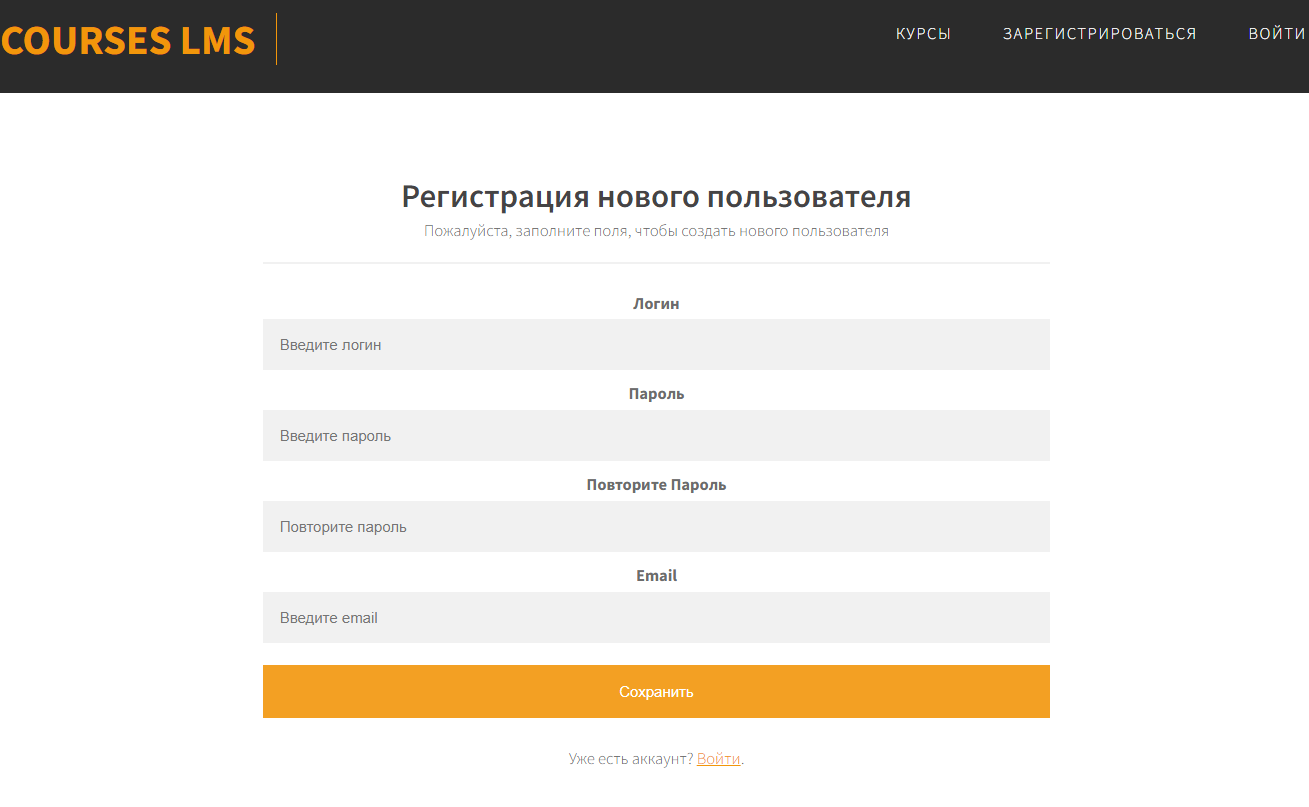 COURSES LMS
КУРСЫ
ЗАРЕГИСТРИРОВАТЬСЯ
ВОЙТИ
Регистрация нового пользователя
Пожалуйста, заполните поля, чтобы создать нового пользователя
Логин
Введите логин
Пароль
Введите пароль
Повторите Пароль
Повторите пароль
Email
Введите email
Сохранить
Уже есть аккаунт? Войти.